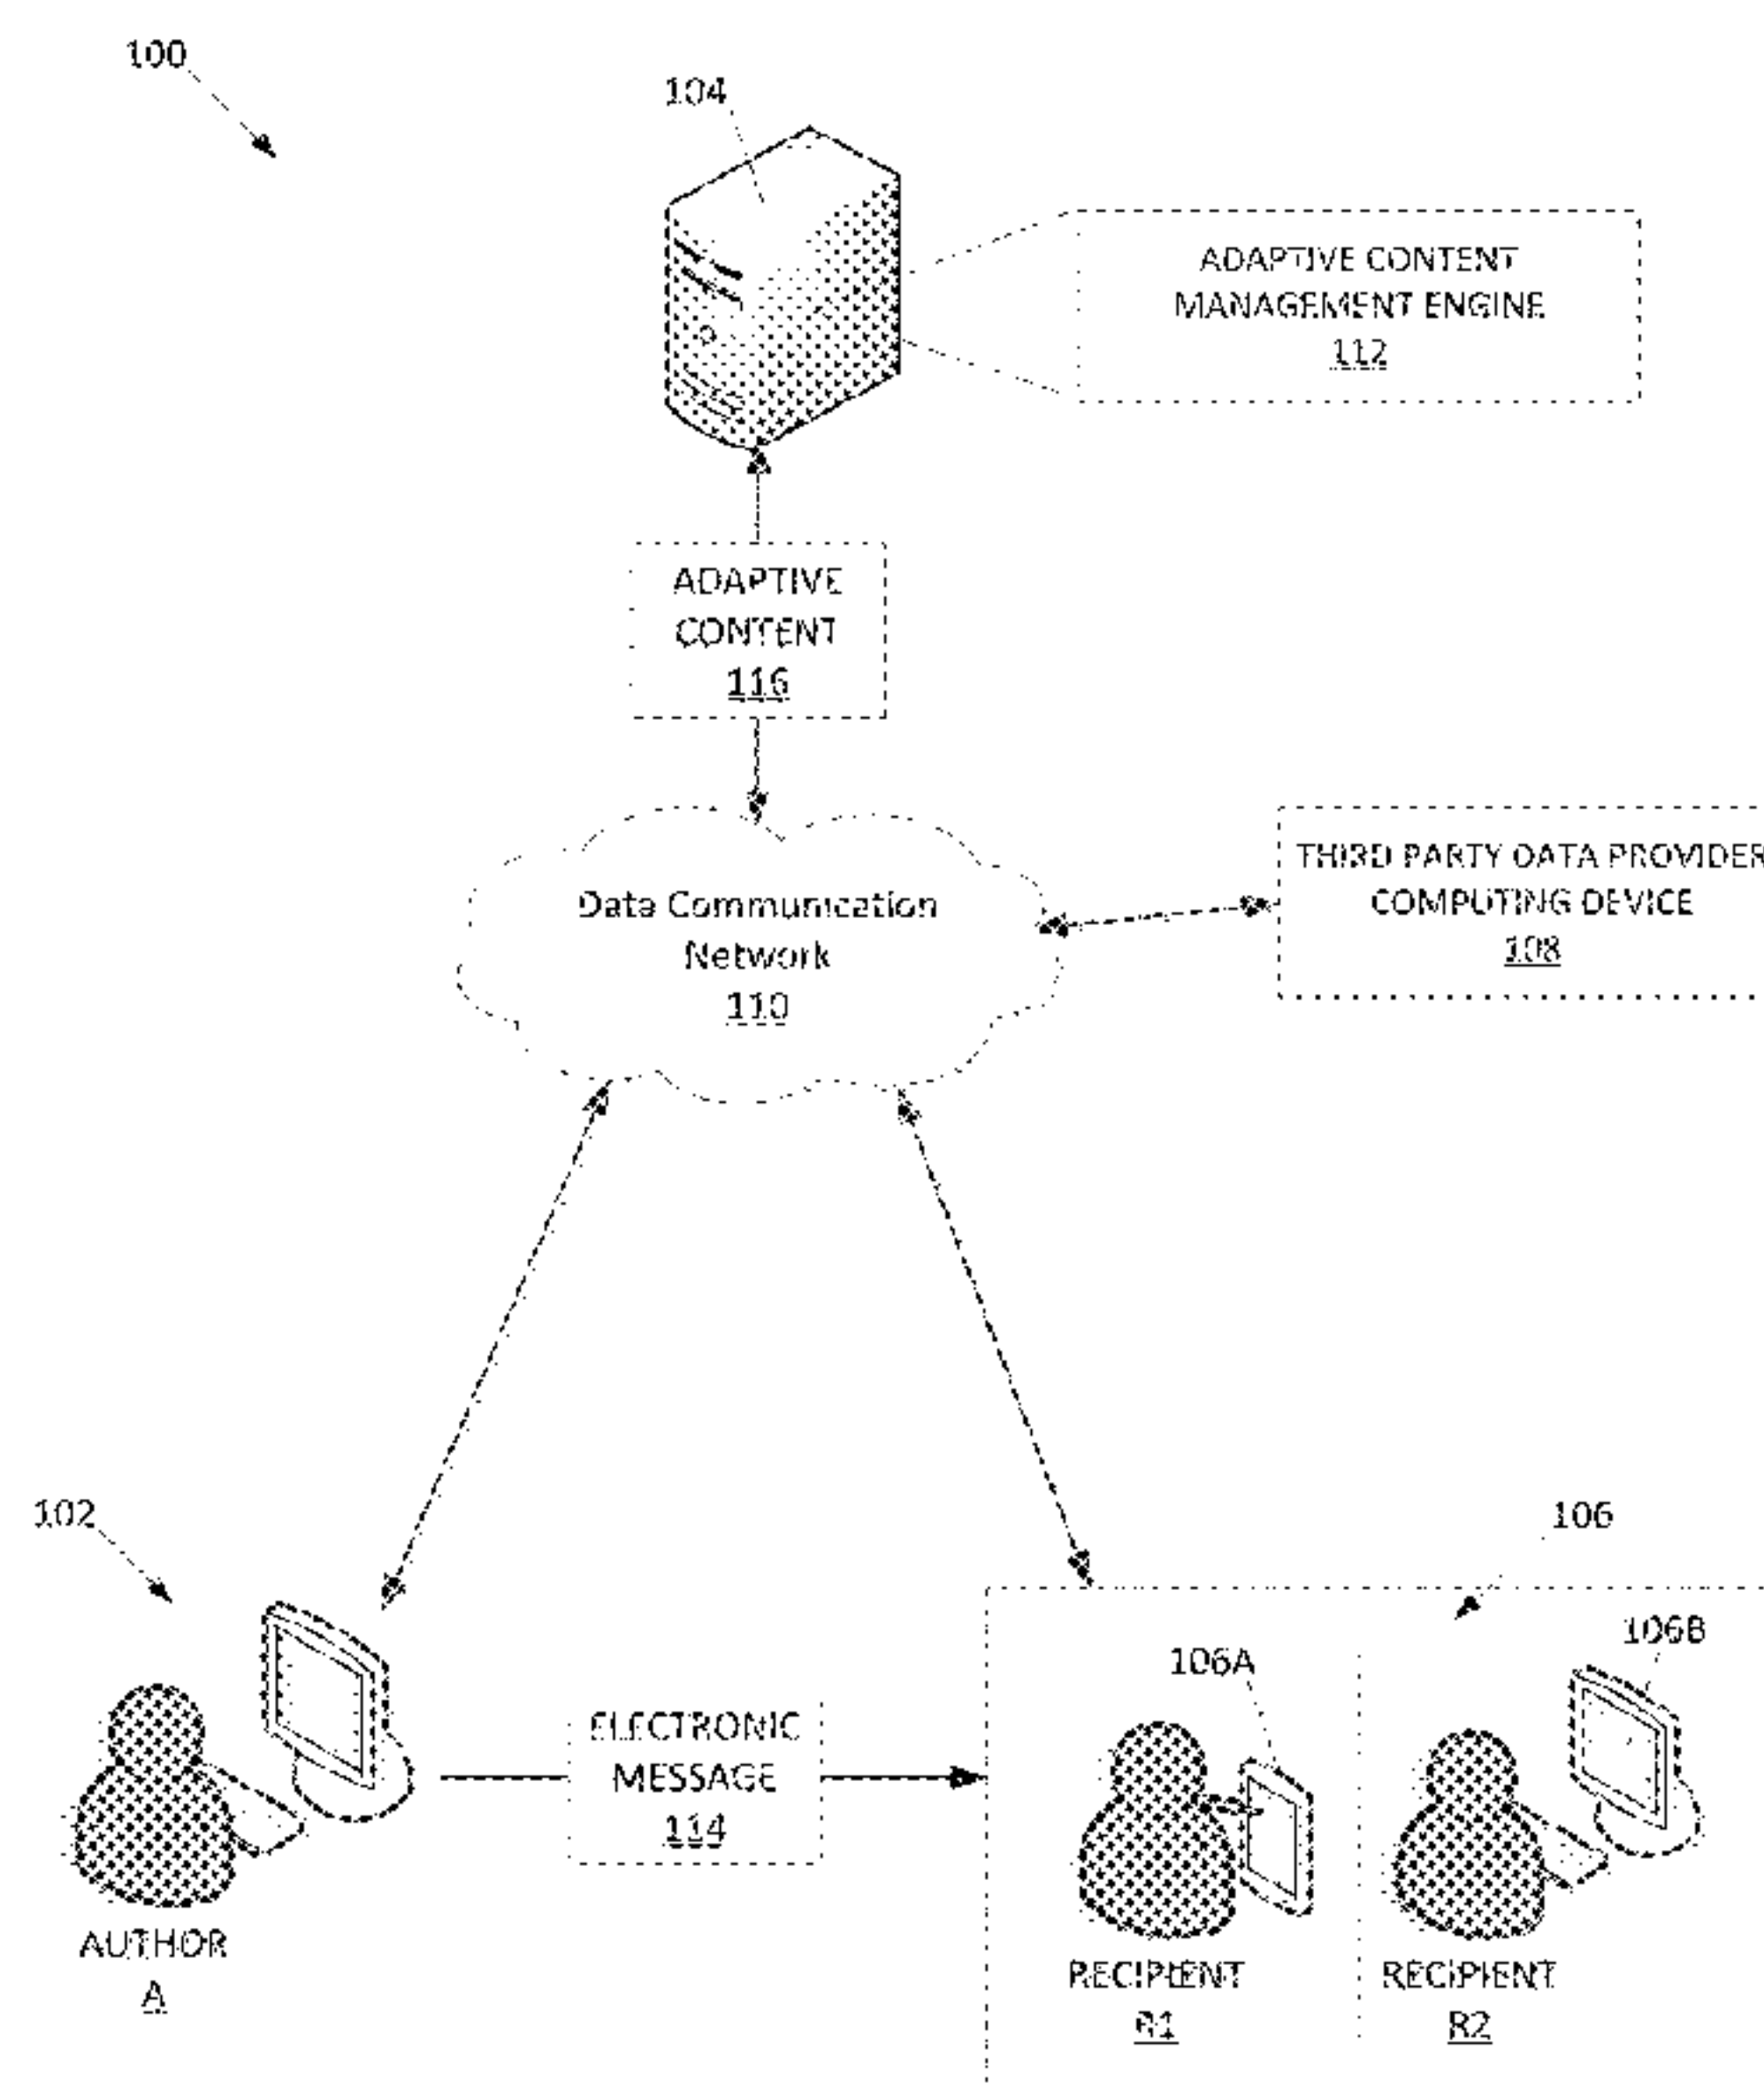 100
104
ADAPTIVE CONTENT
MANAGEMENT ENGINE
112
ADAPTIVE
CONTENT
116
THIRD PARTY DATA PROVIDER
COMPUTING DEVICE
108
Data Communication
Network
110
102
106
106B
106A
ELECTRONIC
MESSAGE
114
AUTHOR
A
RECIPIENT
R1
RECIPIENT
R2